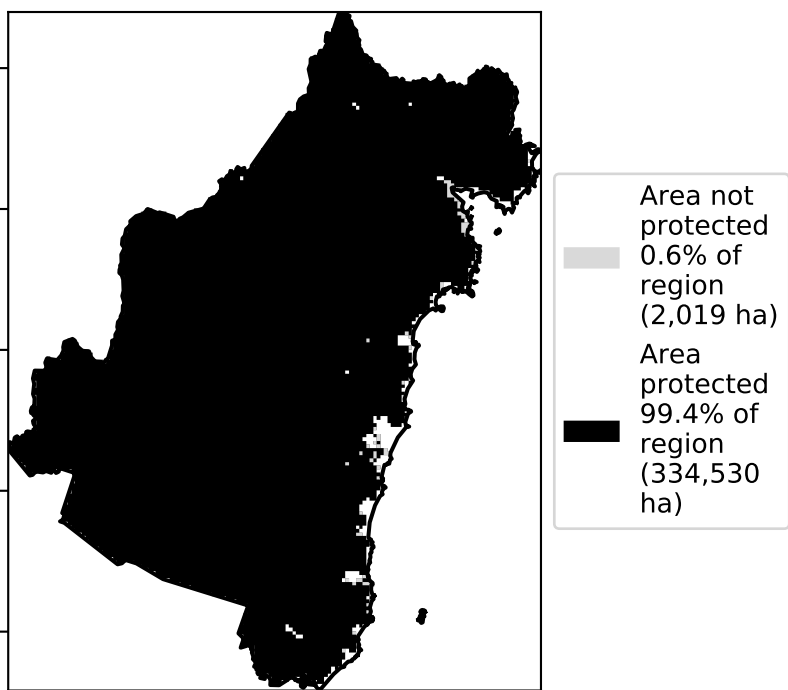 Area not
protected
0.6% of
region
(2,019 ha)
Area
protected
99.4% of
region
(334,530
ha)